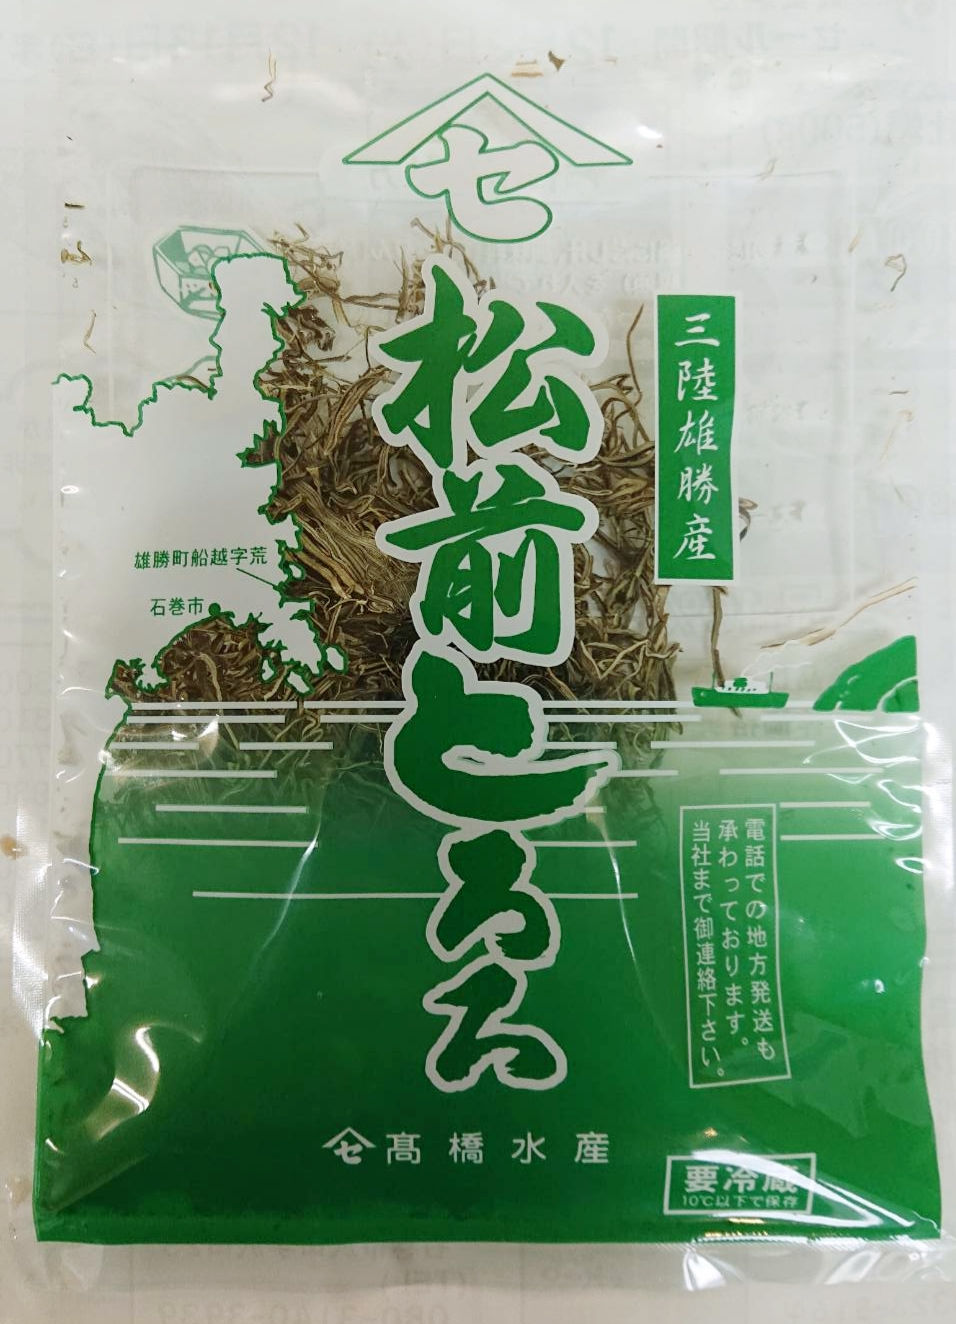 セ
松前とろろ
三陸雄勝産
雄勝町船越字荒
石巻市
電話での地方発送も
承わっております。
当社まで御連絡下さい。
セ髙橋水産
要冷蔵
10℃以下で保存